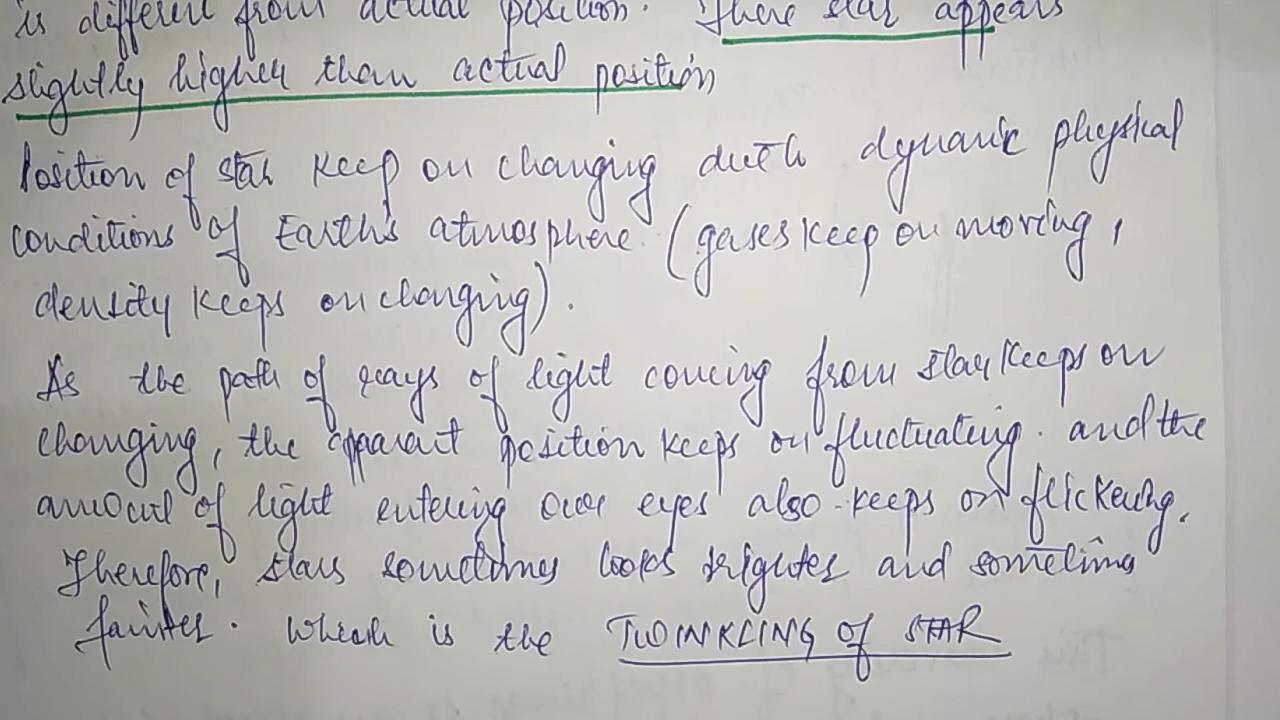 is different from actual position. There star appears
slightly higher than actual position
Position of star keep on changing due to dynamic physical
conditions of Earth's atmosphere. (gases keep on moving,
density keeps on changing).
As the path of rays of light coming from star keeps on
changing, the apparent position keeps on fluctuating. and the
amount of light entering our eyes also keeps on flickering.
Therefore, stars sometimes looks brighter and sometime
fainter. which is the TWINKLING of STAR